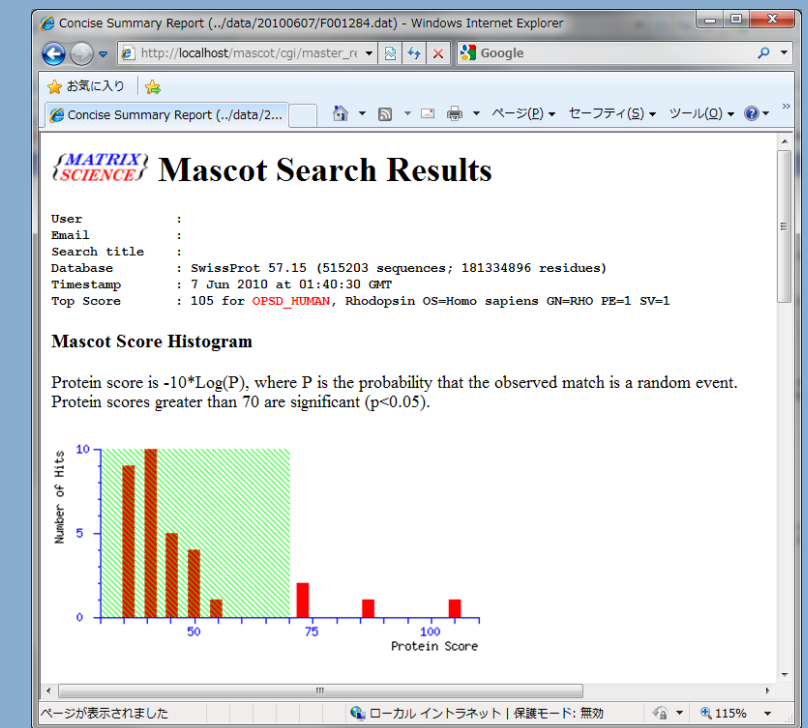 Concise Summary Report (../data/20100607/F001284.dat) - Windows Internet Explorer
http://localhost/mascot/cgi/master_re
Google
お気に入り
Concise Summary Report (../data/2...
ページ(P) セーフティ(S) ツール(O) »
{MATRIX SCIENCE} Mascot Search Results
User :
Email :
Search title :
Database : SwissProt 57.15 (515203 sequences; 181334896 residues)
Timestamp : 7 Jun 2010 at 01:40:30 GMT
Top Score : 105 for OPSD_HUMAN, Rhodopsin OS=Homo sapiens GN=RHO PE=1 SV=1
Mascot Score Histogram
Protein score is -10*Log(P), where P is the probability that the observed match is a random event.
Protein scores greater than 70 are significant (p<0.05).
Number of Hits
10
5
0
50 75 100
Protein Score
ページが表示されました
ローカル イントラネット | 保護モード: 無効
115%